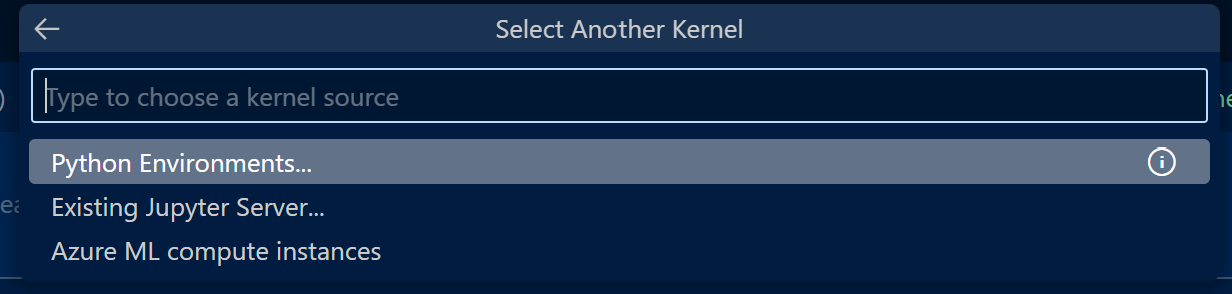 Select Another Kernel
Type to choose a kernel source
Python Environments...
Existing Jupyter Server...
Azure ML compute instances